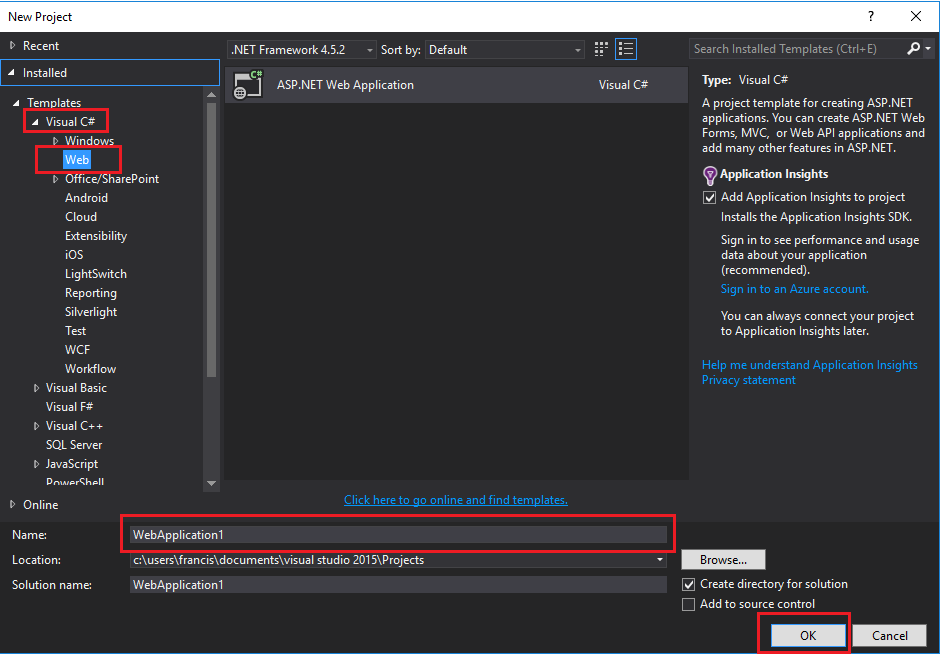 New Project
?
Recent
Installed
Templates
Visual C#
Windows
Web
Office/SharePoint
Android
Cloud
Extensibility
iOS
LightSwitch
Reporting
Silverlight
Test
WCF
Workflow
Visual Basic
Visual F#
Visual C++
SQL Server
JavaScript
PowerShell
Online
.NET Framework 4.5.2
Sort by: Default
C#
ASP.NET Web Application Visual C#
Click here to go online and find templates.
Search Installed Templates (Ctrl+E)
Type: Visual C#
A project template for creating ASP.NET
applications. You can create ASP.NET Web
Forms, MVC, or Web API applications and
add many other features in ASP.NET.
Application Insights
Add Application Insights to project
Installs the Application Insights SDK.
Sign in to see performance and usage
data about your application
(recommended).
Sign in to an Azure account.
You can always connect your project
to Application Insights later.
Help me understand Application Insights
Privacy statement
Name: WebApplication1
Location: c:\users\francis\documents\visual studio 2015\Projects
Browse...
Solution name: WebApplication1
Create directory for solution
Add to source control
OK
Cancel